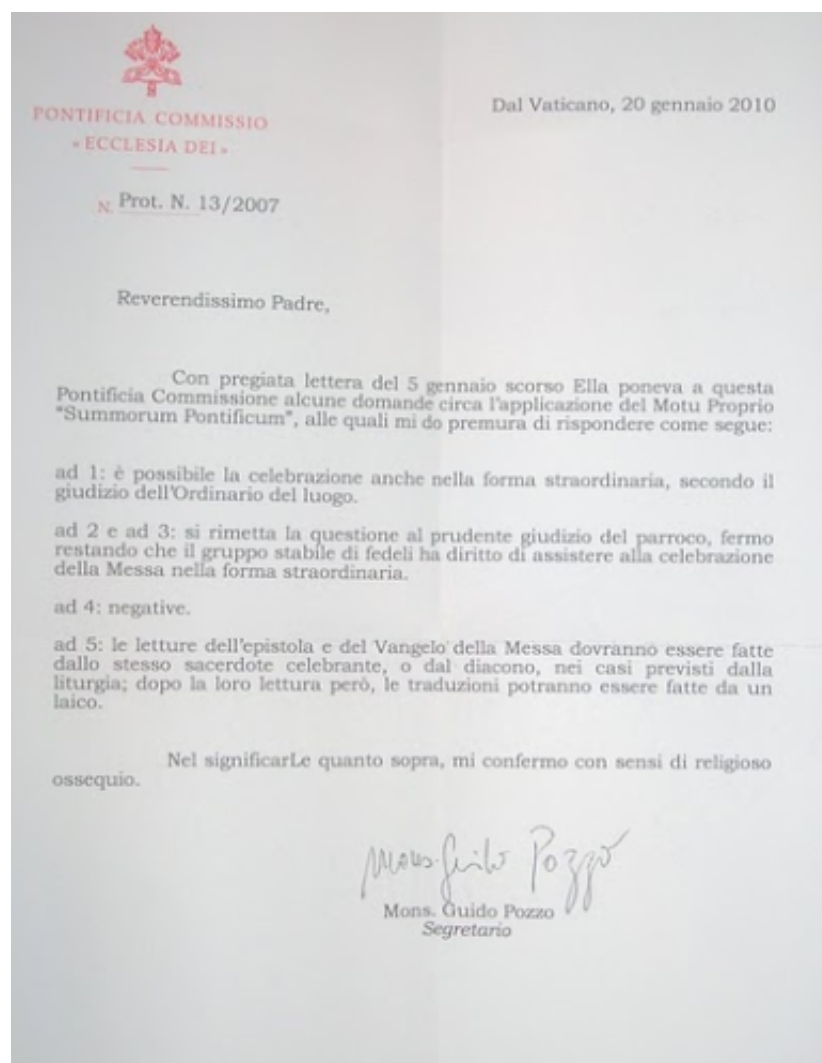 PONTIFICIA COMMISSIO
« ECCLESIA DEI »
Dal Vaticano, 20 gennaio 2010
N. Prot. N. 13/2007
Reverendissimo Padre,
Con pregiata lettera del 5 gennaio scorso Ella poneva a questa
Pontificia Commissione alcune domande circa l'applicazione del Motu Proprio
"Summorum Pontificum", alle quali mi do premura di rispondere come segue:
ad 1: è possibile la celebrazione anche nella forma straordinaria, secondo il
giudizio dell'Ordinario del luogo.
ad 2 e ad 3: si rimetta la questione al prudente giudizio del parroco, fermo
restando che il gruppo stabile di fedeli ha diritto di assistere alla celebrazione
della Messa nella forma straordinaria.
ad 4: negative.
ad 5: le letture dell'epistola e del Vangelo della Messa dovranno essere fatte
dallo stesso sacerdote celebrante, o dal diacono, nei casi previsti dalla
liturgia; dopo la loro lettura però, le traduzioni potranno essere fatte da un
laico.
Nel significarLe quanto sopra, mi confermo con sensi di religioso
ossequio.
Mons. Guido Pozzo
Mons. Guido Pozzo
Segretario